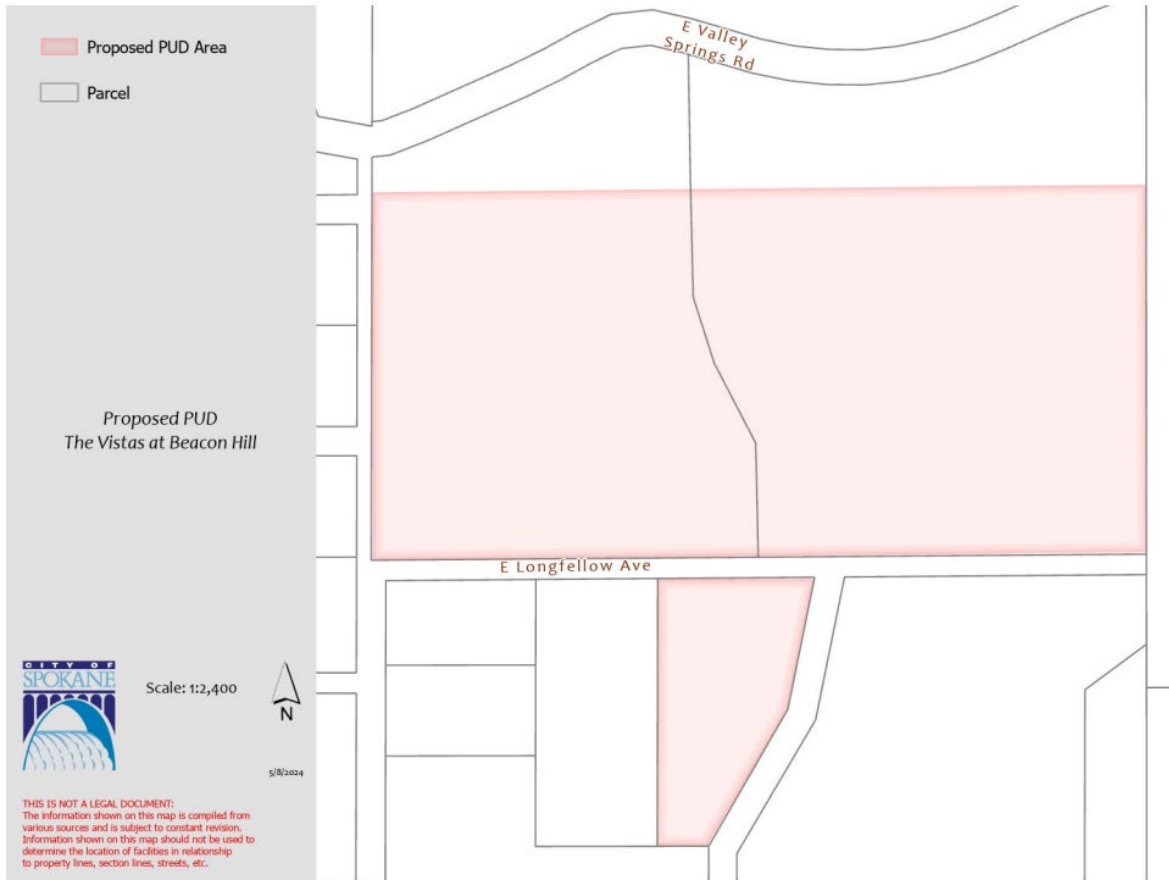 Proposed PUD Area
Parcel
E Valley
Springs Rd
Proposed PUD
The Vistas at Beacon Hill
E Longfellow Ave
CITY OF
SPOKANE
Scale: 1:2,400
N
5/8/2024
THIS IS NOT A LEGAL DOCUMENT:
The information shown on this map is compiled from
various sources and is subject to constant revision.
Information shown on this map should not be used to
determine the location of facilities in relationship
to property lines, section lines, streets, etc.